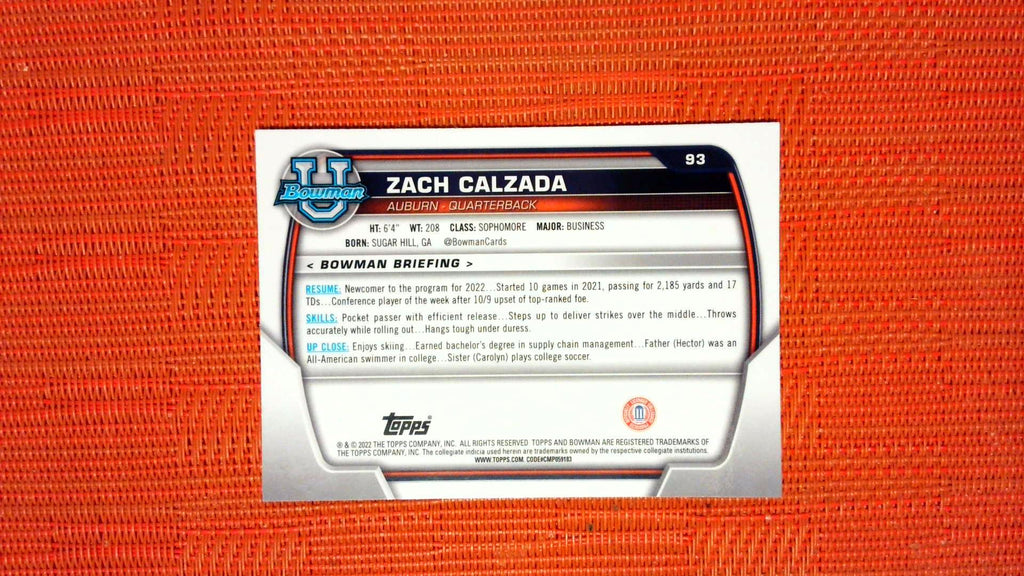 93
U
Bowman
ZACH CALZADA
AUBURN - QUARTERBACK
HT: 6'4" WT: 208 CLASS: SOPHOMORE MAJOR: BUSINESS
BORN: SUGAR HILL, GA @BowmanCards
< BOWMAN BRIEFING >
RESUME: Newcomer to the program for 2022...Started 10 games in 2021, passing for 2,185 yards and 17
TDs...Conference player of the week after 10/9 upset of top-ranked foe.
SKILLS: Pocket passer with efficient release...Steps up to deliver strikes over the middle...Throws
accurately while rolling out...Hangs tough under duress.
UP CLOSE: Enjoys skiing...Earned bachelor's degree in supply chain management...Father (Hector) was an
All-American swimmer in college...Sister (Carolyn) plays college soccer.
Topps®
® & © 2022 THE TOPPS COMPANY, INC. ALL RIGHTS RESERVED. TOPPS AND BOWMAN ARE REGISTERED TRADEMARKS OF
THE TOPPS COMPANY, INC. The collegiate indicia used herein are trademarks owned by the respective collegiate institutions.
WWW.TOPPS.COM. CODE#CMP059183